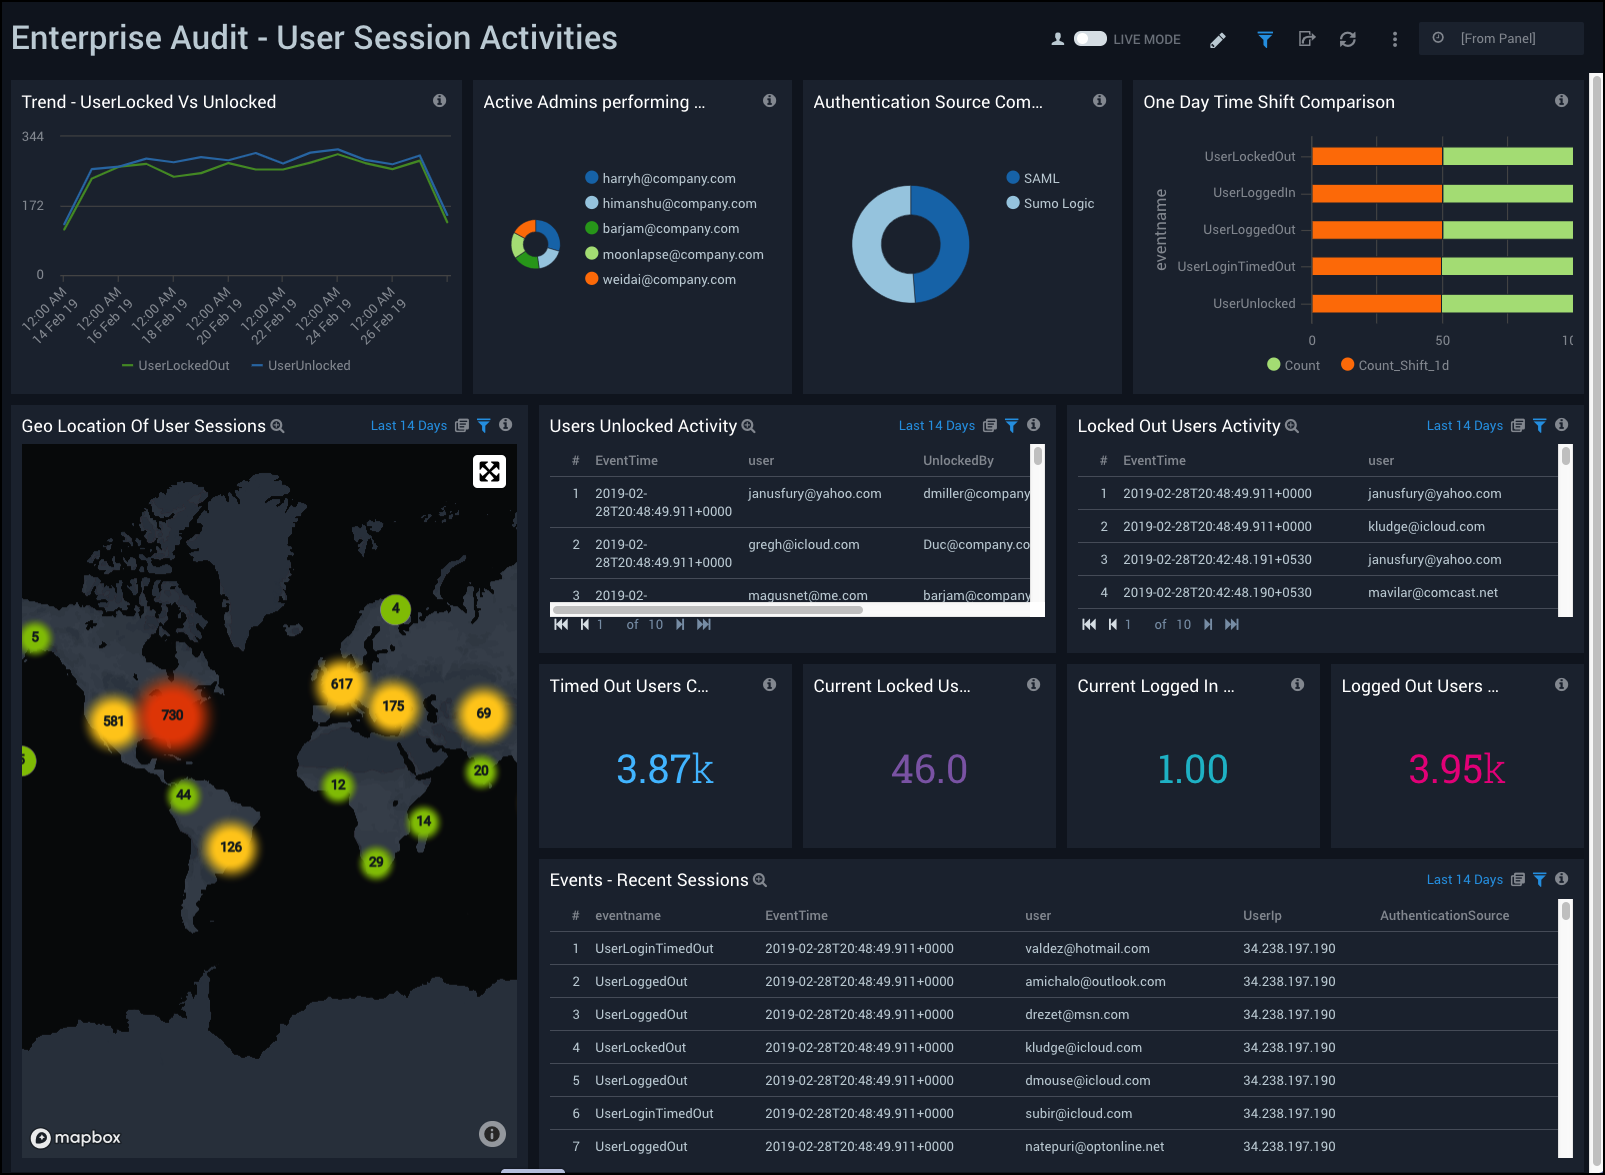 Enterprise Audit - User Session Activities
LIVE MODE
[From Panel]
Trend - UserLocked Vs Unlocked
344
172
0
12:00 AM
14 Feb 19
12:00 AM
16 Feb 19
12:00 AM
18 Feb 19
12:00 AM
20 Feb 19
12:00 AM
22 Feb 19
12:00 AM
24 Feb 19
12:00 AM
26 Feb 19
UserLockedOut UserUnlocked
Active Admins performing ...
harryh@company.com
himanshu@company.com
barjam@company.com
moonlapse@company.com
weidai@company.com
Authentication Source Com...
SAML
Sumo Logic
One Day Time Shift Comparison
eventname
UserLockedOut
UserLoggedIn
UserLoggedOut
UserLoginTimedOut
UserUnlocked
0 50 10
Count Count_Shift_1d
Geo Location Of User Sessions Last 14 Days
4
5
617
175
69
581
730
20
12
44
14
126
29
mapbox
Users Unlocked Activity Last 14 Days
# EventTime user UnlockedBy
1 2019-02- janusfury@yahoo.com dmiller@company
28T20:48:49.911+0000
2 2019-02- gregh@icloud.com Duc@company.co
28T20:48:49.911+0000
3 2019-02- magusnet@me.com barjam@company
1 of 10
Locked Out Users Activity Last 14 Days
# EventTime user
1 2019-02-28T20:48:49.911+0000 janusfury@yahoo.com
2 2019-02-28T20:48:49.911+0000 kludge@icloud.com
3 2019-02-28T20:42:48.191+0530 janusfury@yahoo.com
4 2019-02-28T20:42:48.190+0530 mavilar@comcast.net
1 of 10
Timed Out Users C...
3.87k
Current Locked Us...
46.0
Current Logged In ...
1.00
Logged Out Users ...
3.95k
Events - Recent Sessions Last 14 Days
# eventname EventTime user UserIp AuthenticationSource
1 UserLoginTimedOut 2019-02-28T20:48:49.911+0000 valdez@hotmail.com 34.238.197.190
2 UserLoggedOut 2019-02-28T20:48:49.911+0000 amichalo@outlook.com 34.238.197.190
3 UserLoggedOut 2019-02-28T20:48:49.911+0000 drezet@msn.com 34.238.197.190
4 UserLockedOut 2019-02-28T20:48:49.911+0000 kludge@icloud.com 34.238.197.190
5 UserLoggedOut 2019-02-28T20:48:49.911+0000 dmouse@icloud.com 34.238.197.190
6 UserLoginTimedOut 2019-02-28T20:48:49.911+0000 subir@icloud.com 34.238.197.190
7 UserLoggedOut 2019-02-28T20:48:49.911+0000 natepuri@optonline.net 34.238.197.190